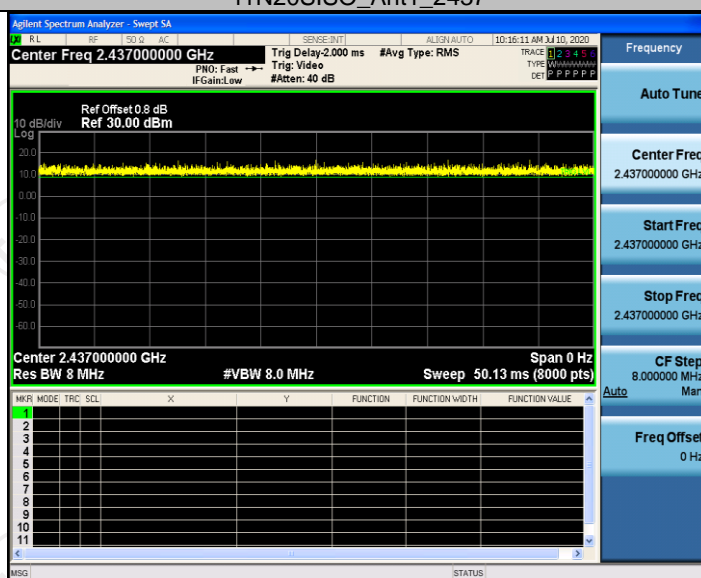 11N20SISO_Ant1_2437
Agilent Spectrum Analyzer - Swept SA
RL RF 50 Ω AC SENSE:INT ALIGN AUTO 10:16:11 AM Jul 10, 2020
Center Freq 2.437000000 GHz
PNO: Fast
IFGain:Low
Trig Delay-2.000 ms
Trig: Video
#Atten: 40 dB
#Avg Type: RMS
TRACE 1 2 3 4 5 6
TYPE WWWWWW
DET P P P P P P
Ref Offset 0.8 dB
10 dB/div Ref 30.00 dBm
Log
20.0
10.0
0.00
-10.0
-20.0
-30.0
-40.0
-50.0
-60.0
Center 2.437000000 GHz Span 0 Hz
Res BW 8 MHz #VBW 8.0 MHz Sweep 50.13 ms (8000 pts)
MKR MODE TRC SCL X Y FUNCTION FUNCTION WIDTH FUNCTION VALUE
1
2
3
4
5
6
7
8
9
10
11
MSG STATUS
Frequency
Auto Tune
Center Freq
2.437000000 GHz
Start Freq
2.437000000 GHz
Stop Freq
2.437000000 GHz
CF Step
8.000000 MHz
Auto Man
Freq Offset
0 Hz